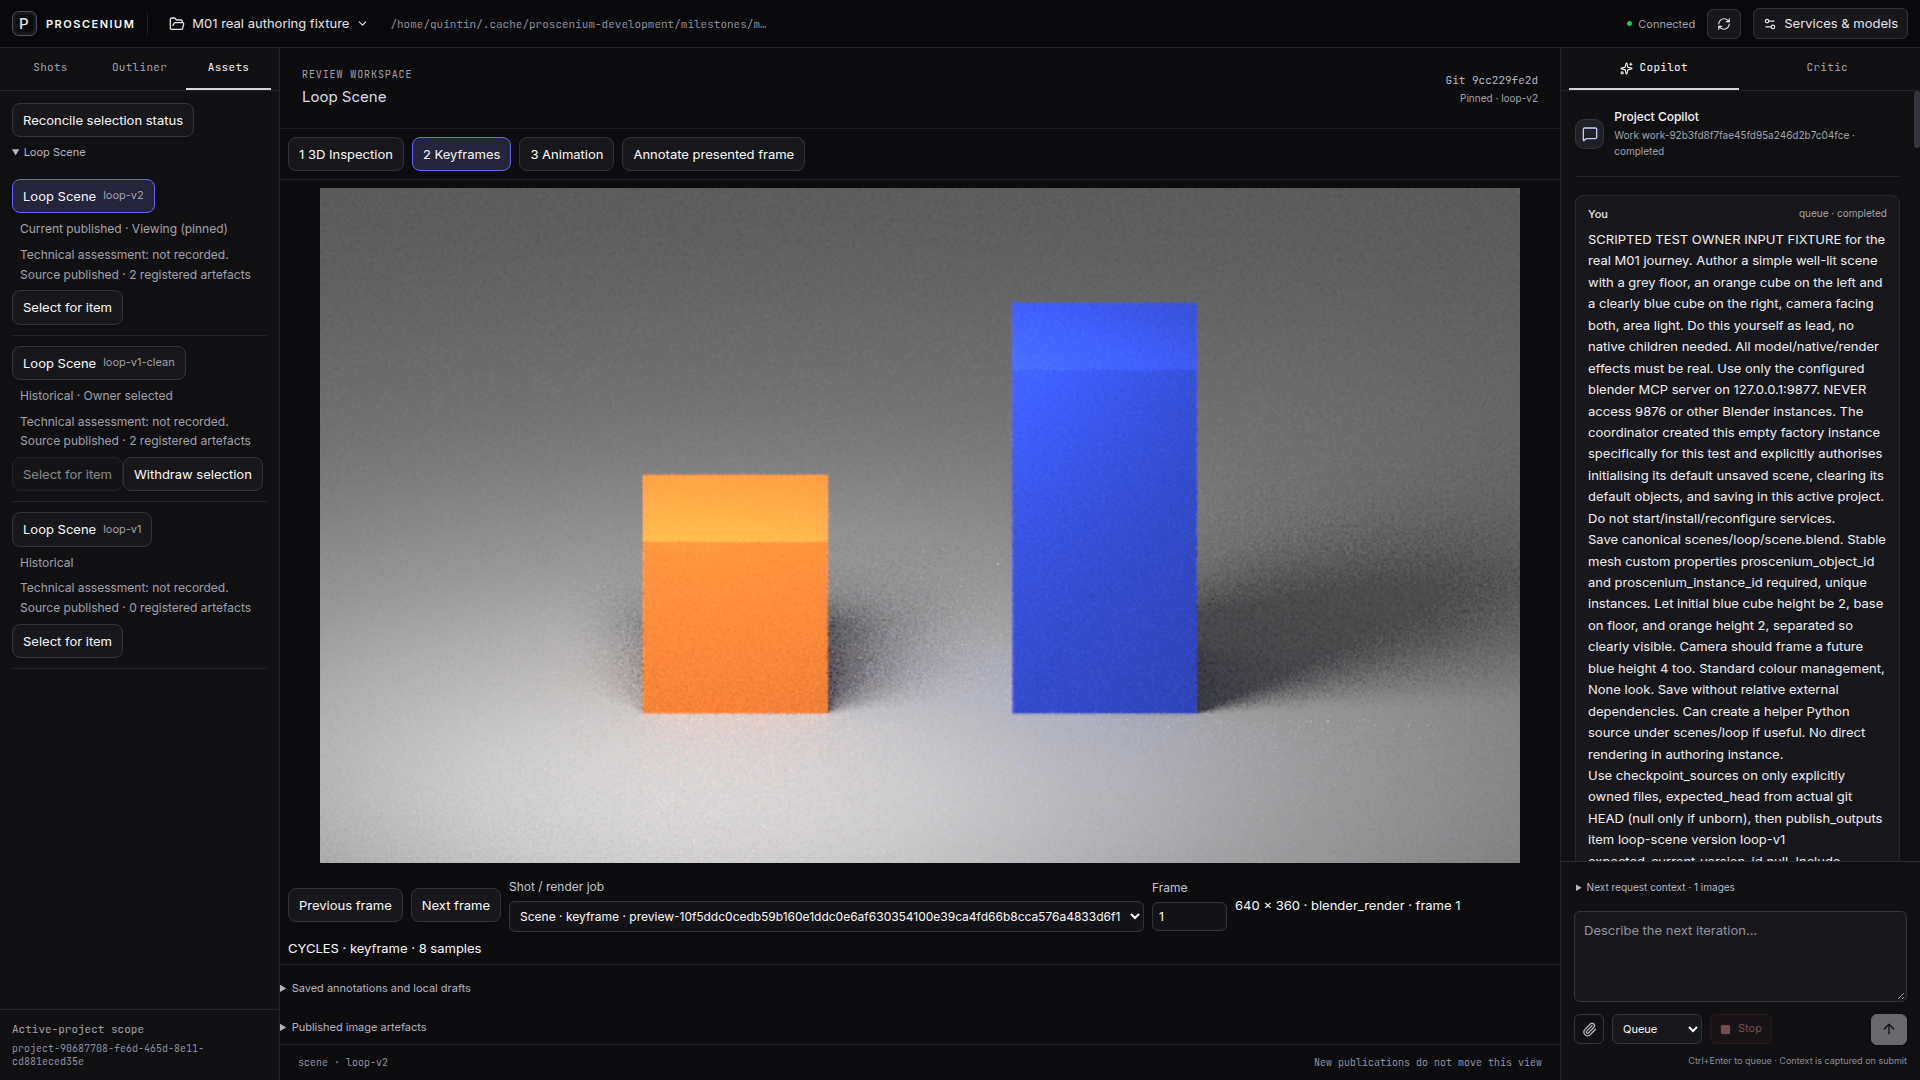 P PROSCENIUM
M01 real authoring fixture
/home/quintin/.cache/proscenium-development/milestones/m…
Connected
Services & models
Shots
Outliner
Assets
Reconcile selection status
Loop Scene
Loop Scene loop-v2
Current published · Viewing (pinned)
Technical assessment: not recorded.
Source published · 2 registered artefacts
Select for item
Loop Scene loop-v1-clean
Historical · Owner selected
Technical assessment: not recorded.
Source published · 2 registered artefacts
Select for item
Withdraw selection
Loop Scene loop-v1
Historical
Technical assessment: not recorded.
Source published · 0 registered artefacts
Select for item
Active-project scope
project-90687708-fe6d-465d-8e11-
cd881eced35e
REVIEW WORKSPACE
Loop Scene
Git 9cc229fe2d
Pinned · loop-v2
1 3D Inspection
2 Keyframes
3 Animation
Annotate presented frame
Previous frame
Next frame
Shot / render job
Scene · keyframe · preview-10f5ddc0cedb59b160e1ddc0e6af630354100e39ca4fd66b8cca576a4833d6f1
Frame
1
640 × 360 · blender_render · frame 1
CYCLES · keyframe · 8 samples
Saved annotations and local drafts
Published image artefacts
scene · loop-v2
New publications do not move this view
Copilot
Critic
Project Copilot
Work work-92b3fd8f7fae45fd95a246d2b7c04fce ·
completed
You
queue · completed
SCRIPTED TEST OWNER INPUT FIXTURE for the
real M01 journey. Author a simple well-lit scene
with a grey floor, an orange cube on the left and
a clearly blue cube on the right, camera facing
both, area light. Do this yourself as lead, no
native children needed. All model/native/render
effects must be real. Use only the configured
blender MCP server on 127.0.0.1:9877. NEVER
access 9876 or other Blender instances. The
coordinator created this empty factory instance
specifically for this test and explicitly authorises
initialising its default unsaved scene, clearing its
default objects, and saving in this active project.
Do not start/install/reconfigure services.
Save canonical scenes/loop/scene.blend. Stable
mesh custom properties proscenium_object_id
and proscenium_instance_id required, unique
instances. Let initial blue cube height be 2, base
on floor, and orange height 2, separated so
clearly visible. Camera should frame a future
blue height 4 too. Standard colour management,
None look. Save without relative external
dependencies. Can create a helper Python
source under scenes/loop if useful. No direct
rendering in authoring instance.
Use checkpoint_sources on only explicitly
owned files, expected_head from actual git
HEAD (null only if unborn), then publish_outputs
item loop-scene version loop-v1
expected_current_version_id null. Include
Next request context · 1 images
Describe the next iteration...
Queue
Stop
Ctrl+Enter to queue · Context is captured on submit